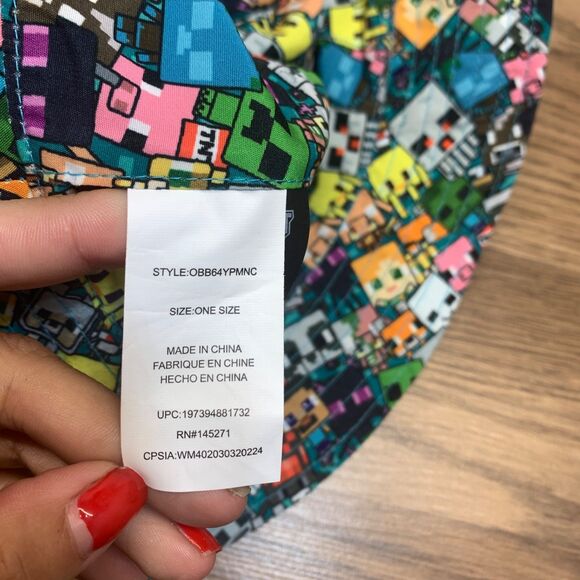 TNT
STYLE:OBB64YPMNC
SIZE:ONE SIZE
MADE IN CHINA
FABRIQUE EN CHINE
HECHO EN CHINA
UPC:197394881732
RN#145271
CPSIA:WM402030320224